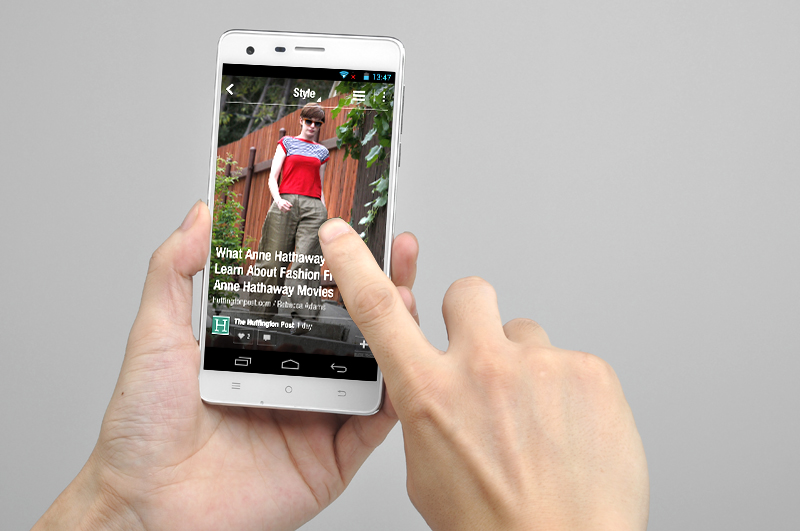 13:47
Style
What Anne Hathaway
Learn About Fashion Fr
Anne Hathaway Movies
huffingtonpost.com / Rebecca Adams
H
The Huffington Post 1 day
2